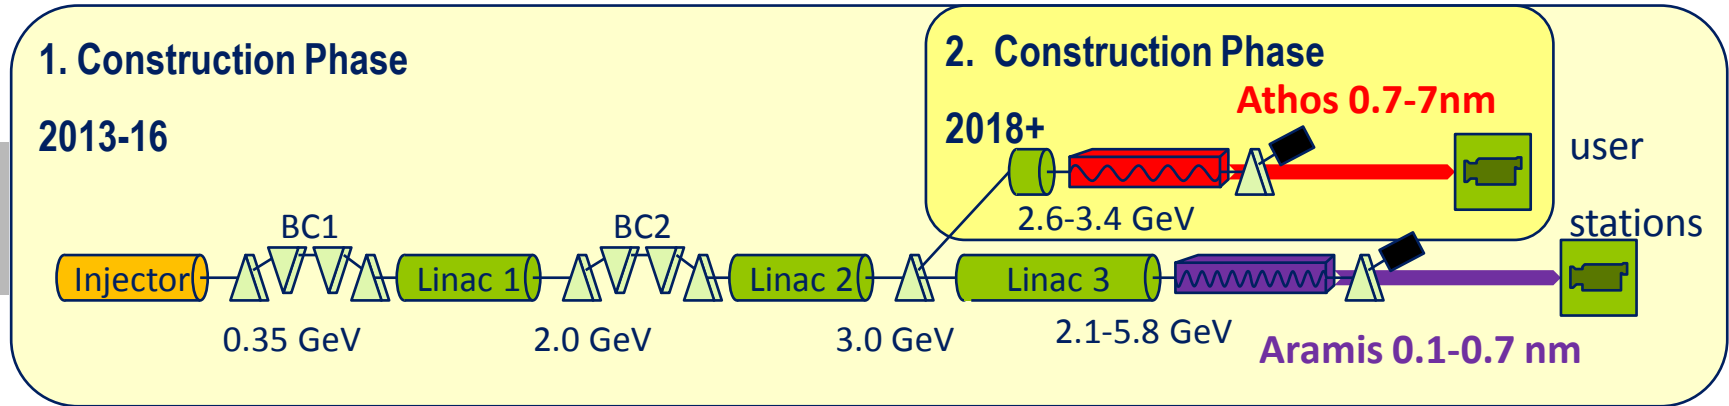 1. Construction Phase
2013-16
2.  Construction Phase
2018+
Athos 0.7-7nm
user
stations
2.6-3.4 GeV
BC1
BC2
Injector
Linac 1
Linac 2
Linac 3
0.35 GeV
2.0 GeV
3.0 GeV
2.1-5.8 GeV
Aramis 0.1-0.7 nm